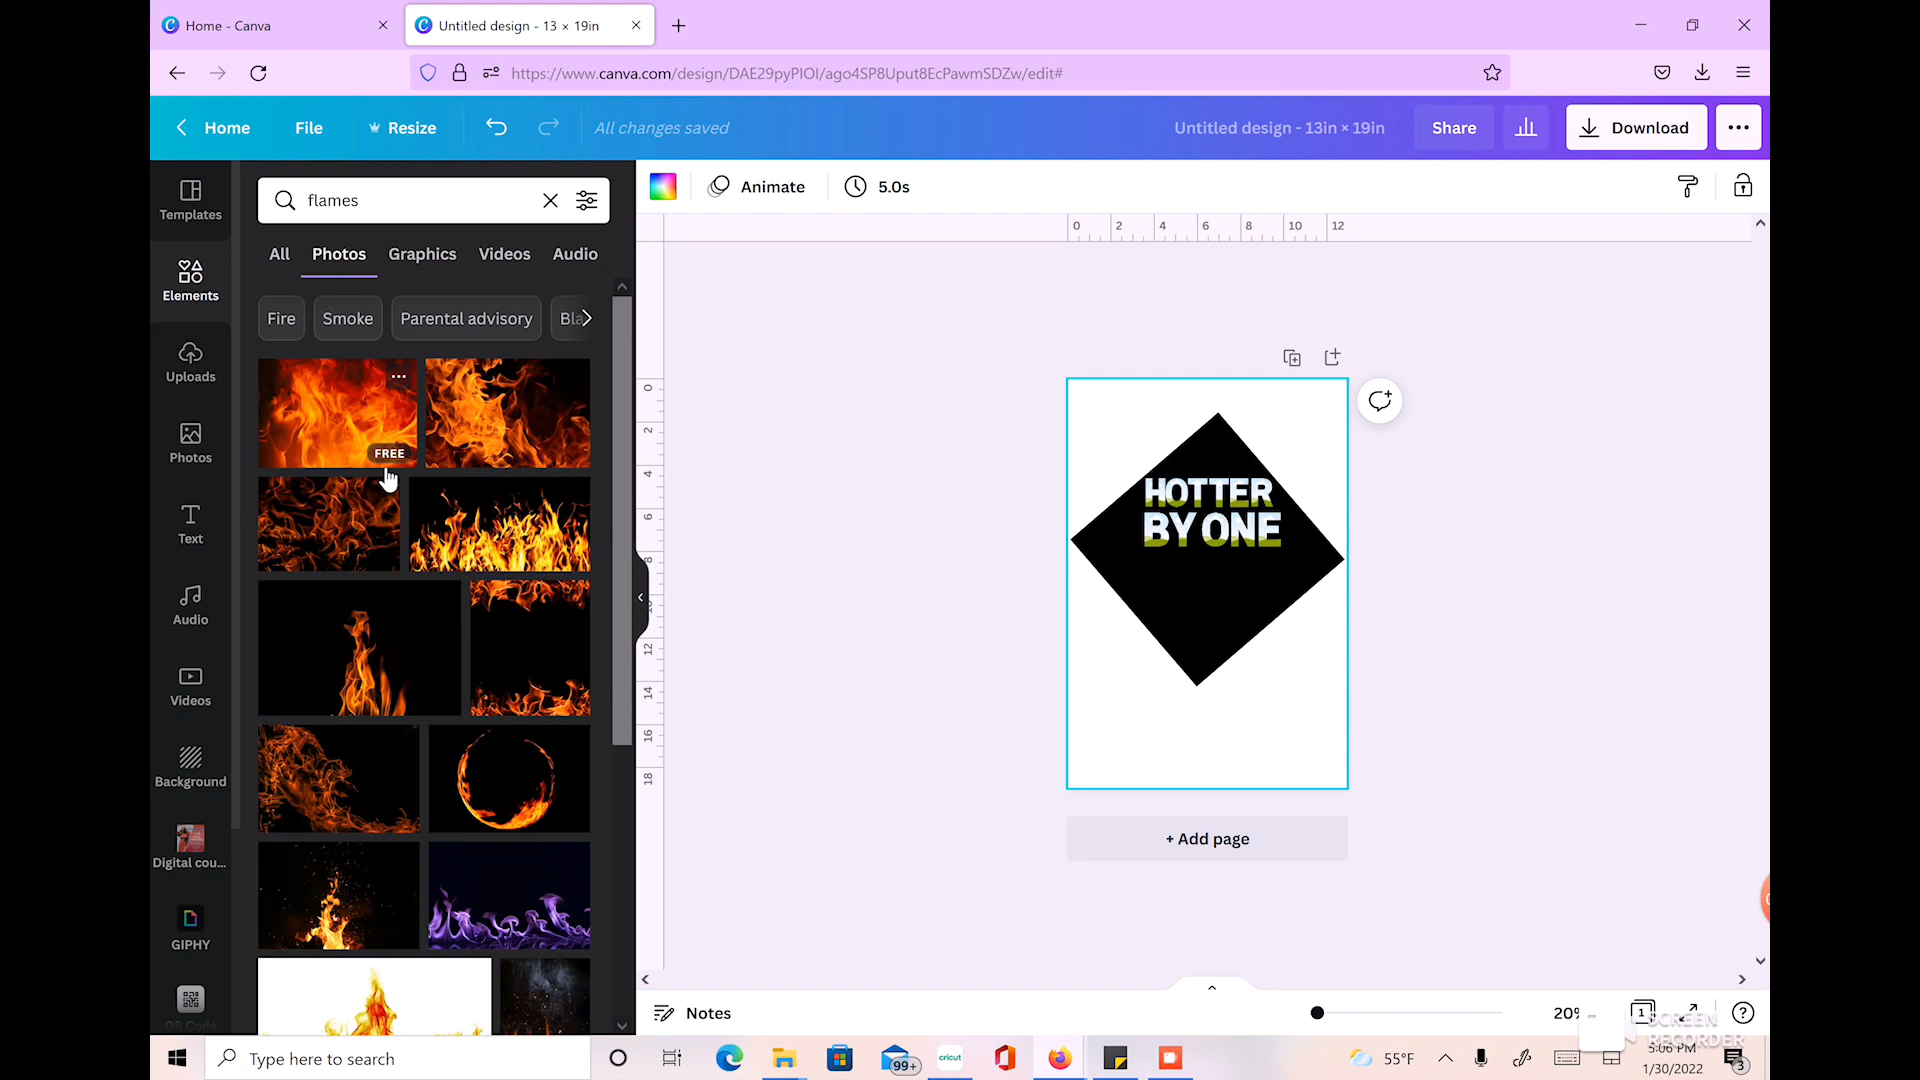 Home - Canva
Untitled design - 13 × 19in
https://www.canva.com/design/DAE29pyPIOI/ago4SP8Uput8EcPawmSDZw/edit#
Home
File
Resize
All changes saved
Untitled design - 13in × 19in
Share
Download
Templates
Elements
Uploads
Photos
Text
Audio
Videos
Background
Digital cou...
GIPHY
QR Code
flames
All
Photos
Graphics
Videos
Audio
Fire
Smoke
Parental advisory
FREE
Animate
5.0s
0 2 4 6 8 10 12
0
2
4
6
8
12
14
16
18
HOTTER
BY ONE
+ Add page
Notes
20%
1
SCREEN
RECORDER
Type here to search
99+
cricut
55°F
5:06 PM
1/30/2022
3